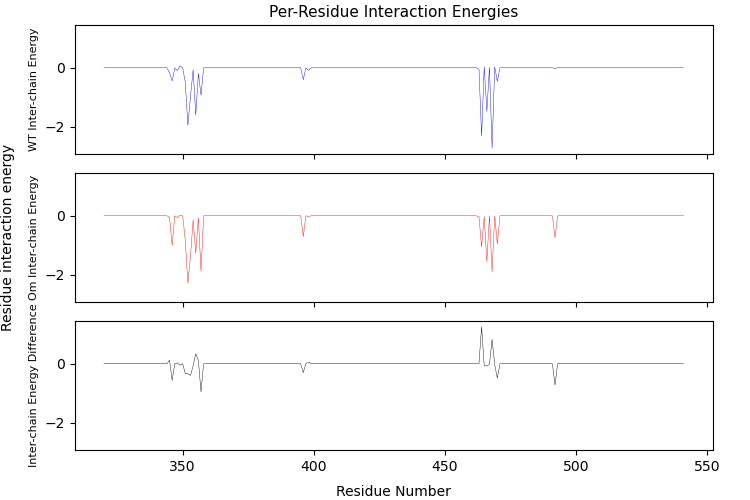 Per-Residue Interaction Energies
Residue interaction energy
WT Inter-chain Energy
0
−2
Om Inter-chain Energy
0
−2
Inter-chain Energy Difference
0
−2
350
400
450
500
550
Residue Number